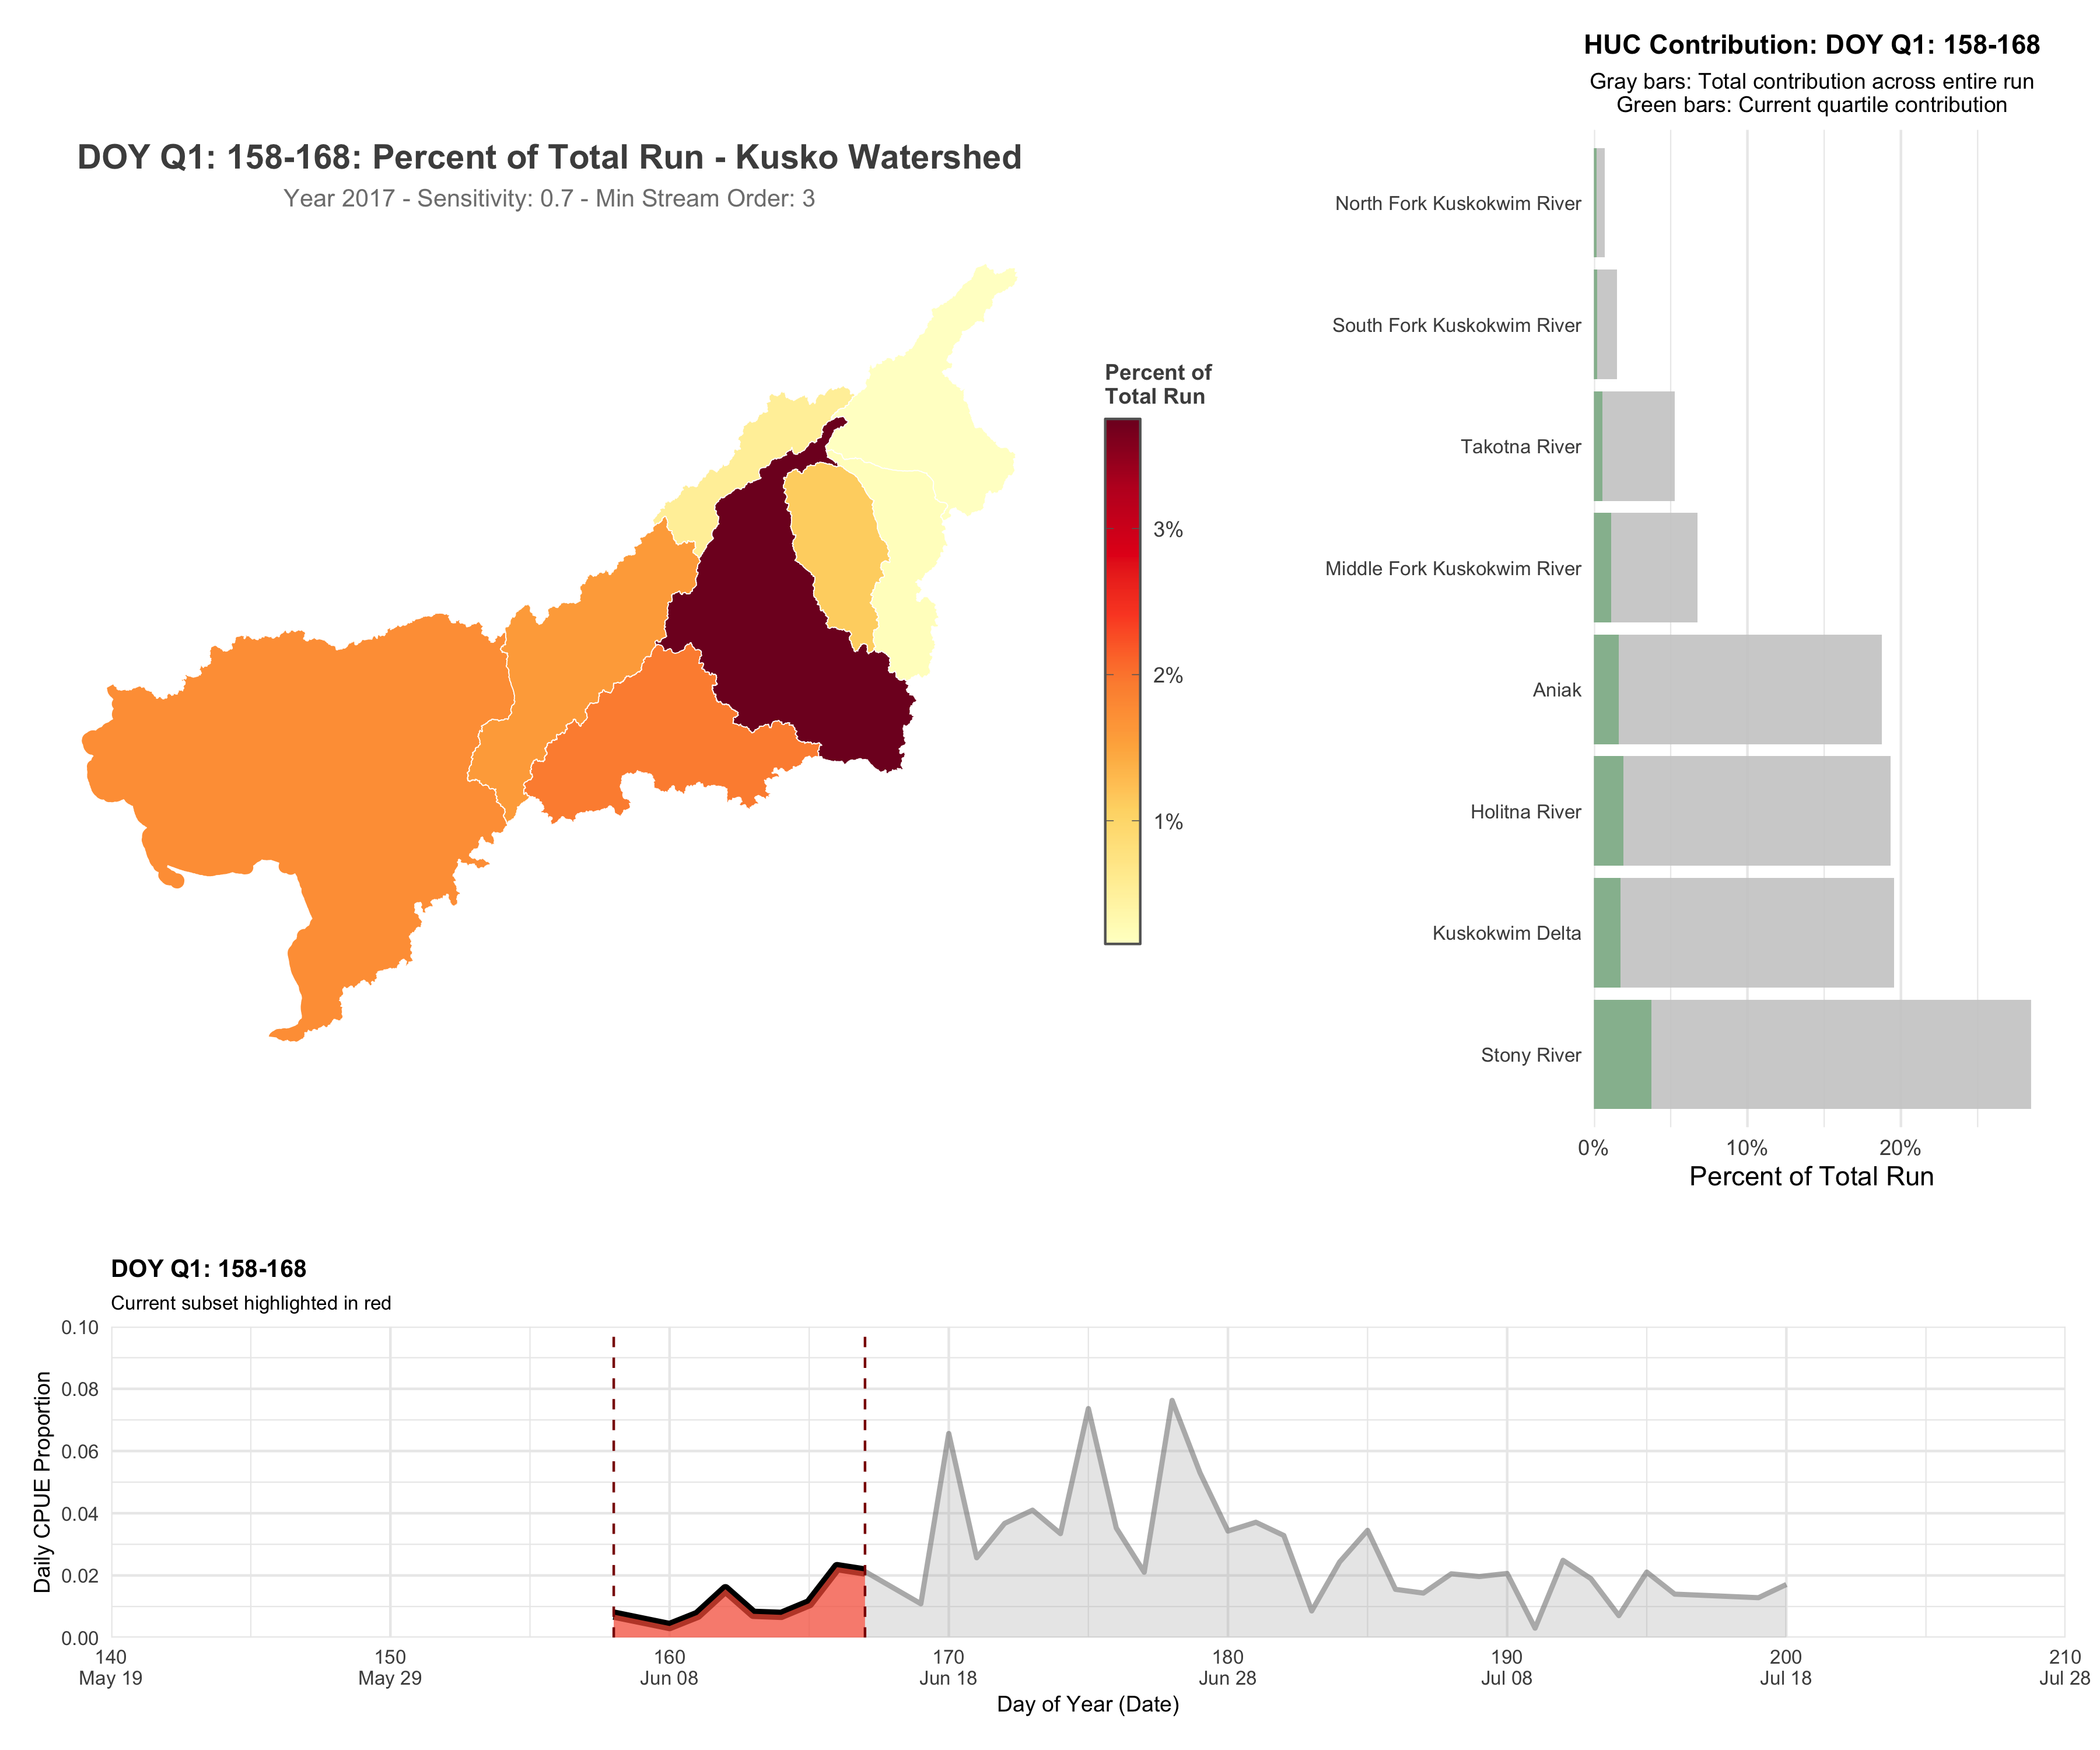 HUC Contribution: DOY Q1: 158-168
Gray bars: Total contribution across entire run
Green bars: Current quartile contribution
DOY Q1: 158-168: Percent of Total Run - Kusko Watershed
Year 2017 - Sensitivity: 0.7 - Min Stream Order: 3
Percent of
Total Run
3%
2%
1%
North Fork Kuskokwim River
South Fork Kuskokwim River
Takotna River
Middle Fork Kuskokwim River
Aniak
Holitna River
Kuskokwim Delta
Stony River
0% 10% 20%
Percent of Total Run
DOY Q1: 158-168
Current subset highlighted in red
Daily CPUE Proportion
0.10
0.08
0.06
0.04
0.02
0.00
140 150 160 170 180 190 200 210
May 19 May 29 Jun 08 Jun 18 Jun 28 Jul 08 Jul 18 Jul 28
Day of Year (Date)